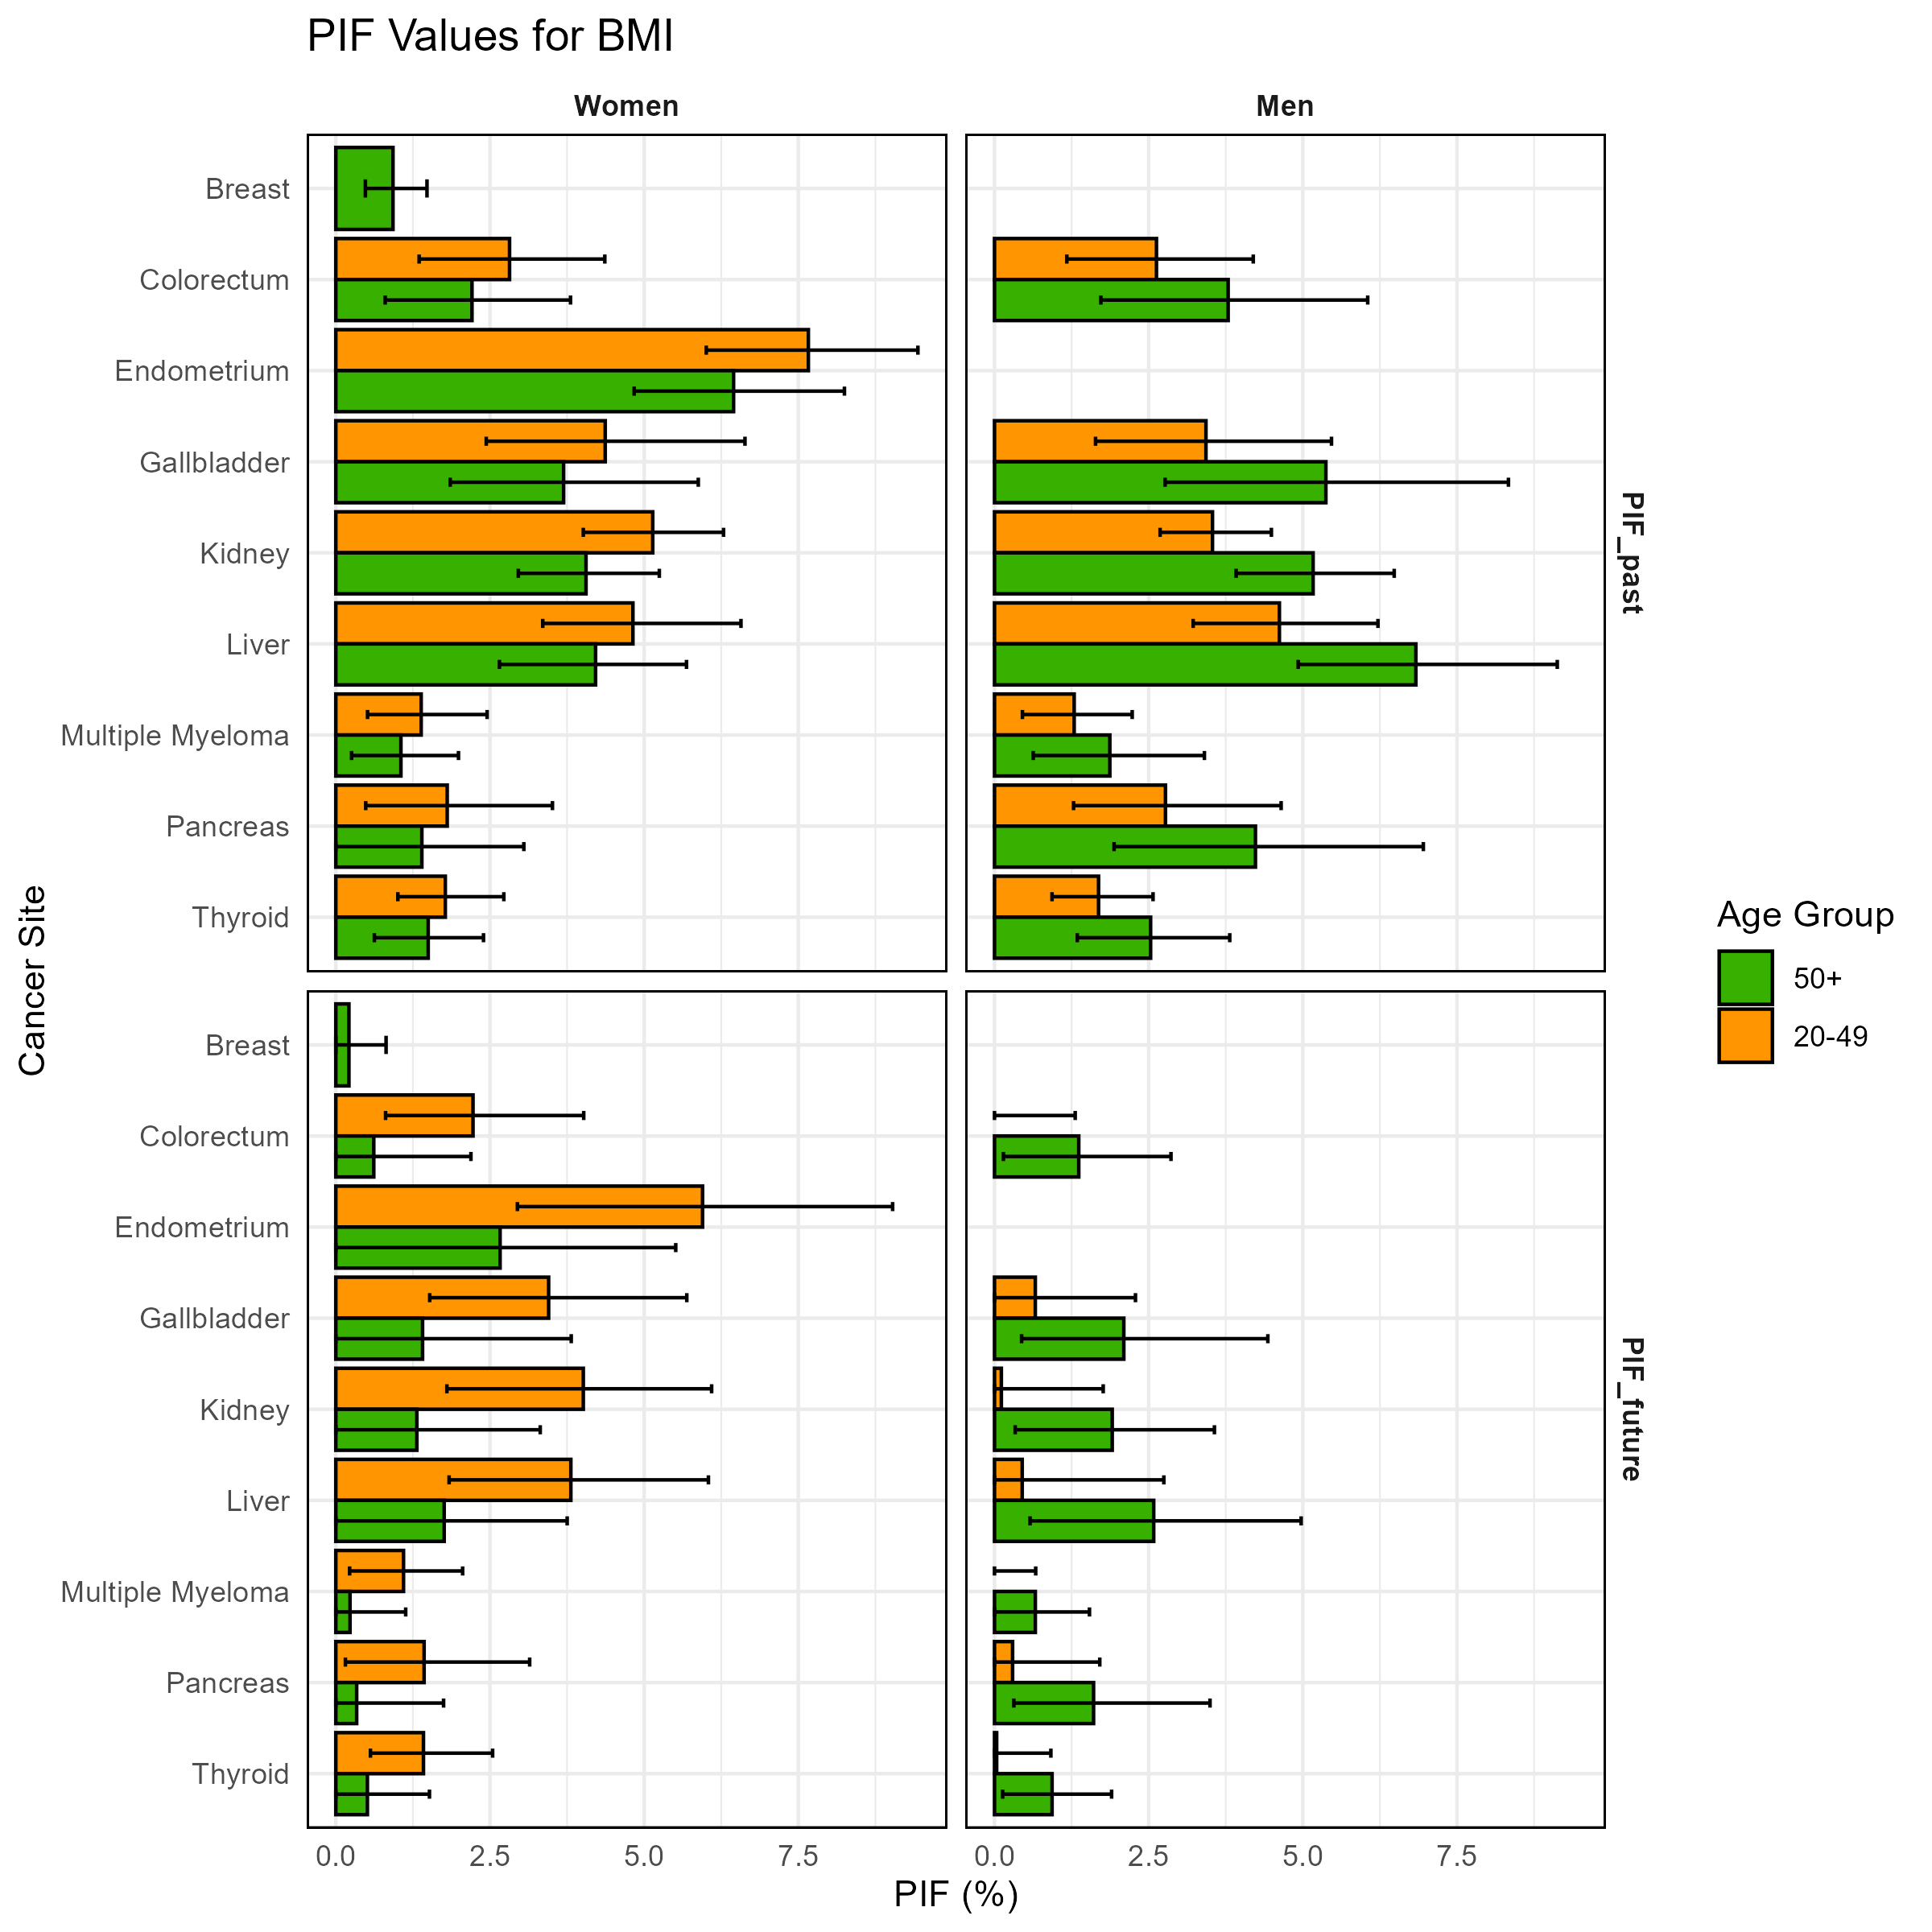 PIF Values for BMI
Women
Men
Breast
Colorectum
Endometrium
Gallbladder
Kidney
Liver
Multiple Myeloma
Pancreas
Thyroid
PIF_past
Breast
Colorectum
Endometrium
Gallbladder
Kidney
Liver
Multiple Myeloma
Pancreas
Thyroid
PIF_future
0.0 2.5 5.0 7.5
0.0 2.5 5.0 7.5
PIF (%)
Cancer Site
Age Group
50+
20-49